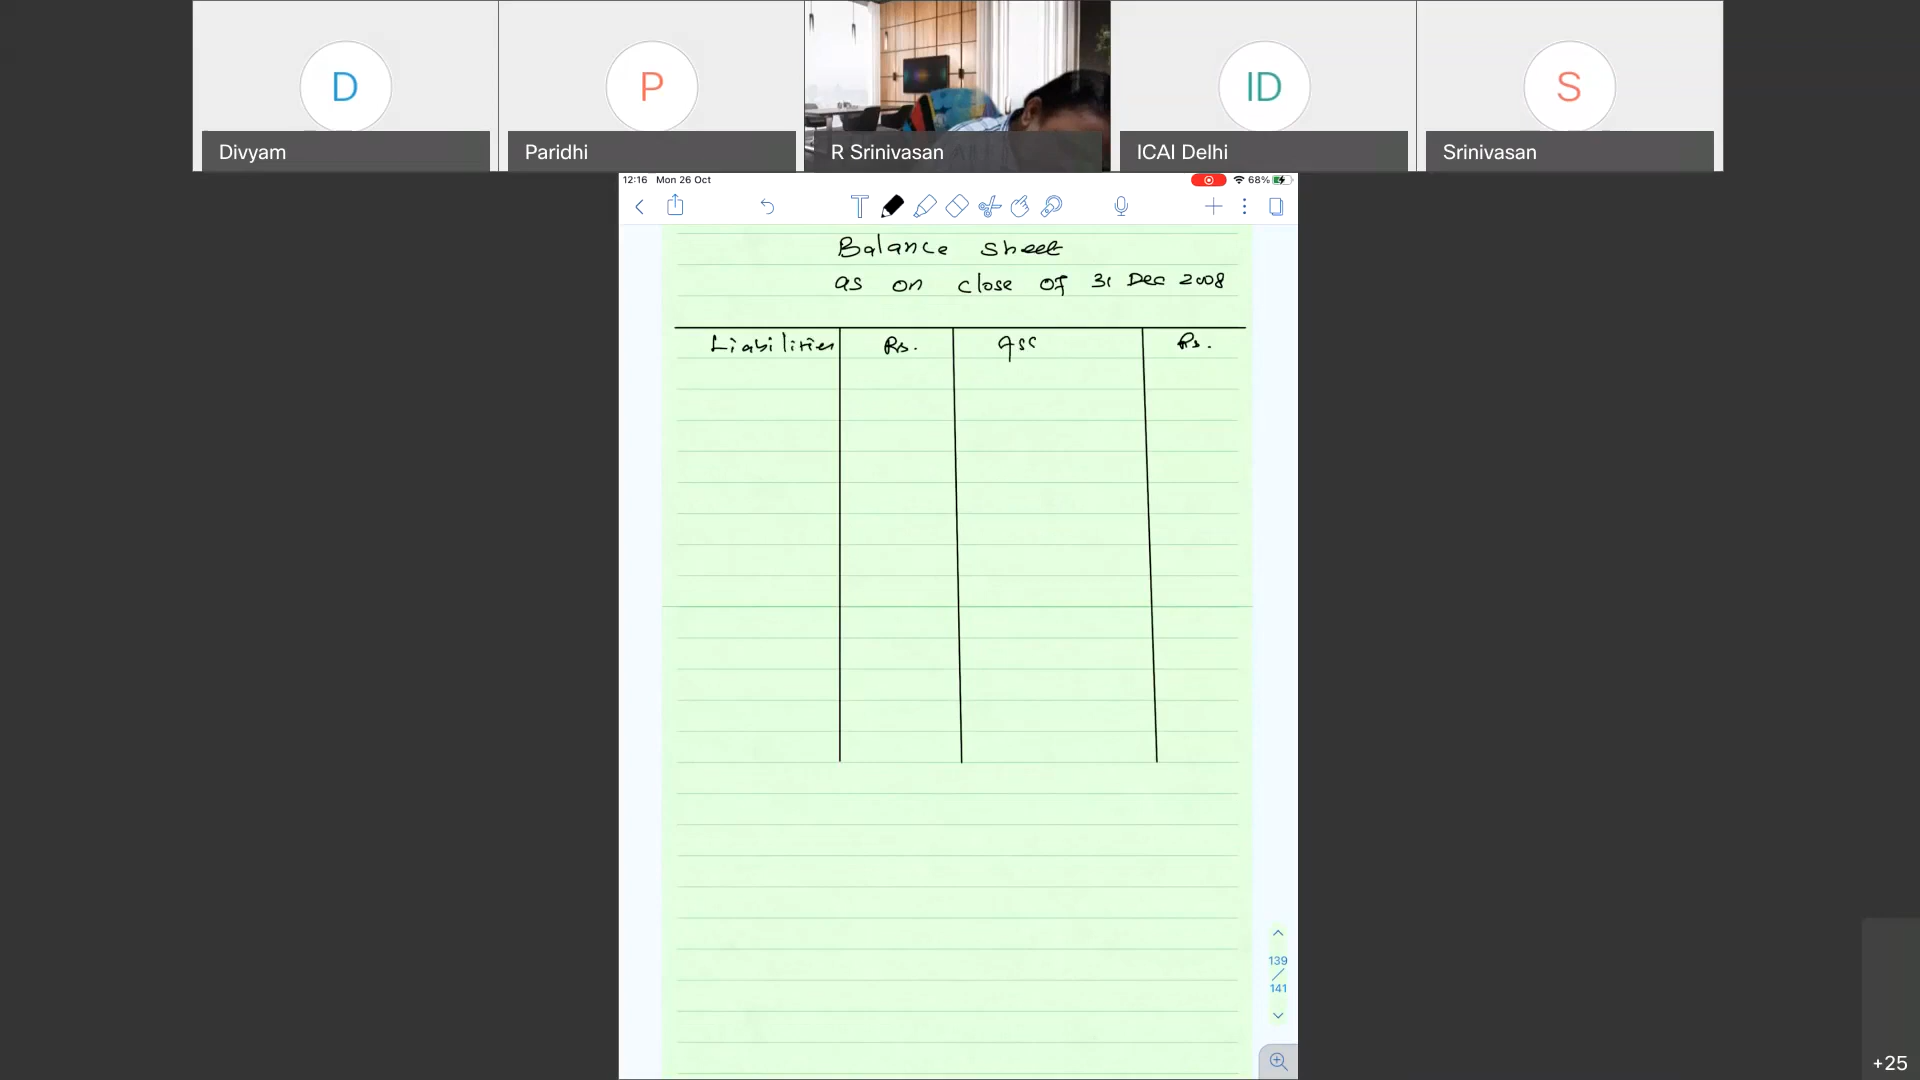 D
P
ID
S
Divyam
Paridhi
R Srinivasan
ICAI Delhi
Srinivasan
12:16 Mon 26 Oct
68%
T
Balance sheet
as on close of 31 Dec 2008
Liabilities Rs. Ass Rs.
139
141
+25